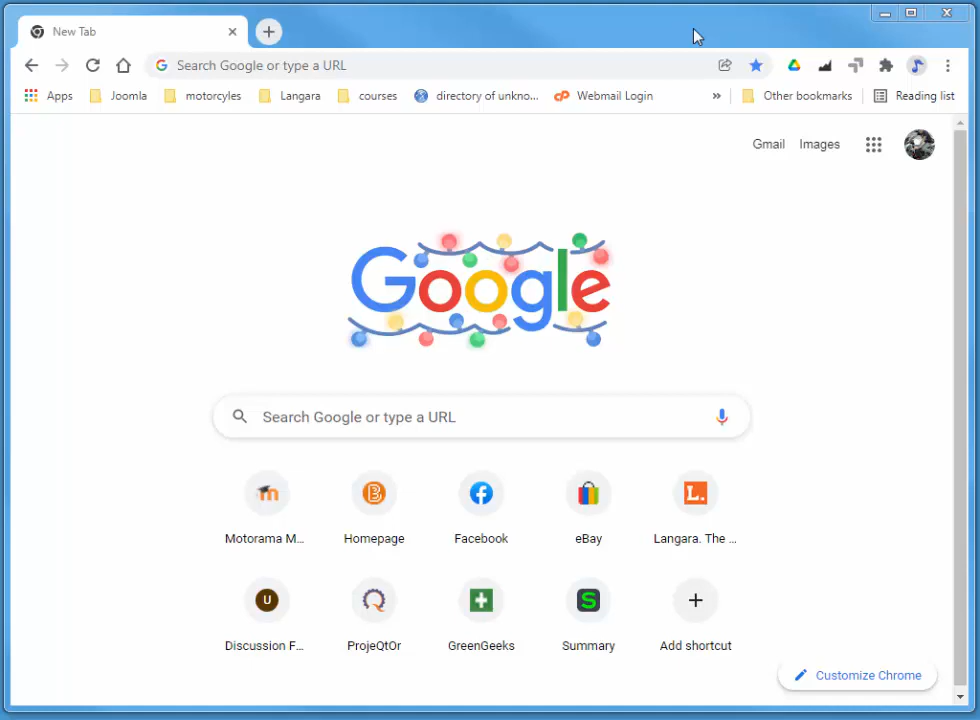 New Tab
Search Google or type a URL
Apps Joomla motorcyles Langara courses directory of unkno... cP Webmail Login » Other bookmarks Reading list
Gmail Images
Google
Search Google or type a URL
Motorama M... Homepage Facebook eBay Langara. The ...
Discussion F... ProjeQtOr GreenGeeks Summary Add shortcut
Customize Chrome